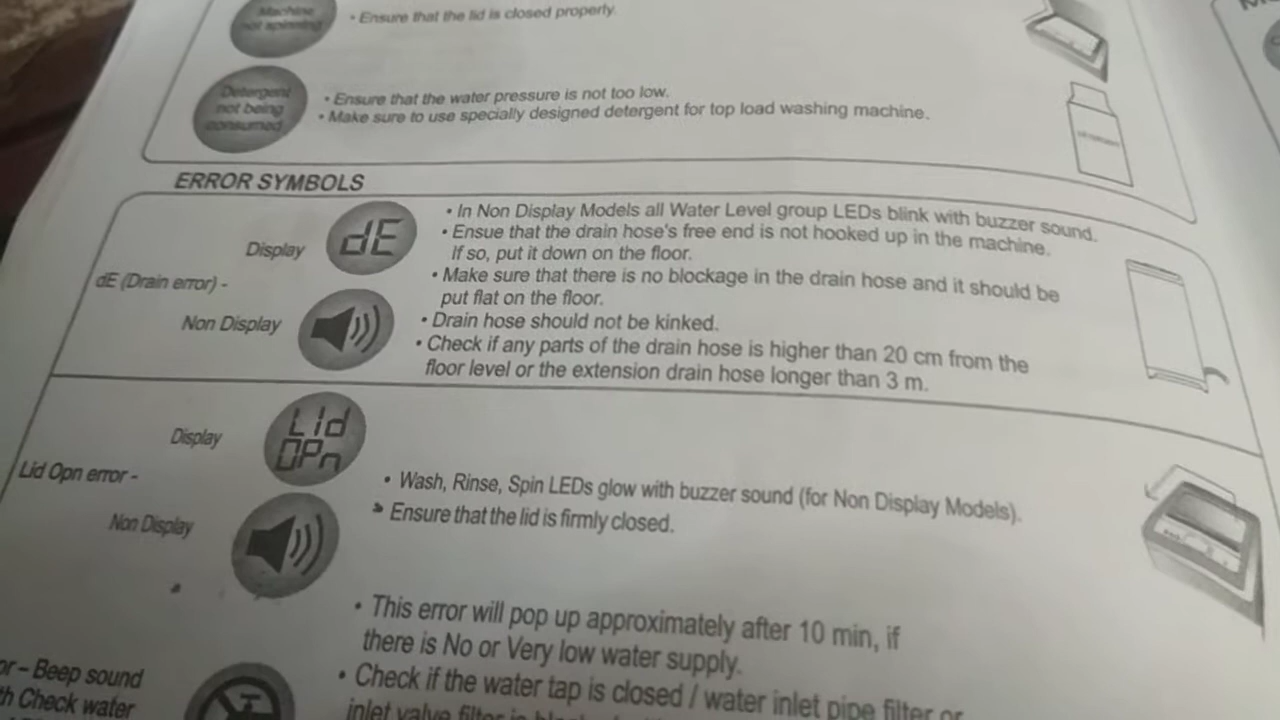 Machine
not spinning
• Ensure that the lid is closed properly.
Detergent
not being
consumed
• Ensure that the water pressure is not too low.
• Make sure to use specially designed detergent for top load washing machine.
ERROR SYMBOLS
dE (Drain error) -
Display
dE
Non Display
• In Non Display Models all Water Level group LEDs blink with buzzer sound.
• Ensue that the drain hose's free end is not hooked up in the machine.
If so, put it down on the floor.
• Make sure that there is no blockage in the drain hose and it should be
put flat on the floor.
• Drain hose should not be kinked.
• Check if any parts of the drain hose is higher than 20 cm from the
floor level or the extension drain hose longer than 3 m.
Lid Opn error -
Display
Lid
OPn
Non Display
• Wash, Rinse, Spin LEDs glow with buzzer sound (for Non Display Models).
• Ensure that the lid is firmly closed.
or – Beep sound
th Check water
• This error will pop up approximately after 10 min, if
there is No or Very low water supply.
• Check if the water tap is closed / water inlet pipe filter or
inlet valve filter is